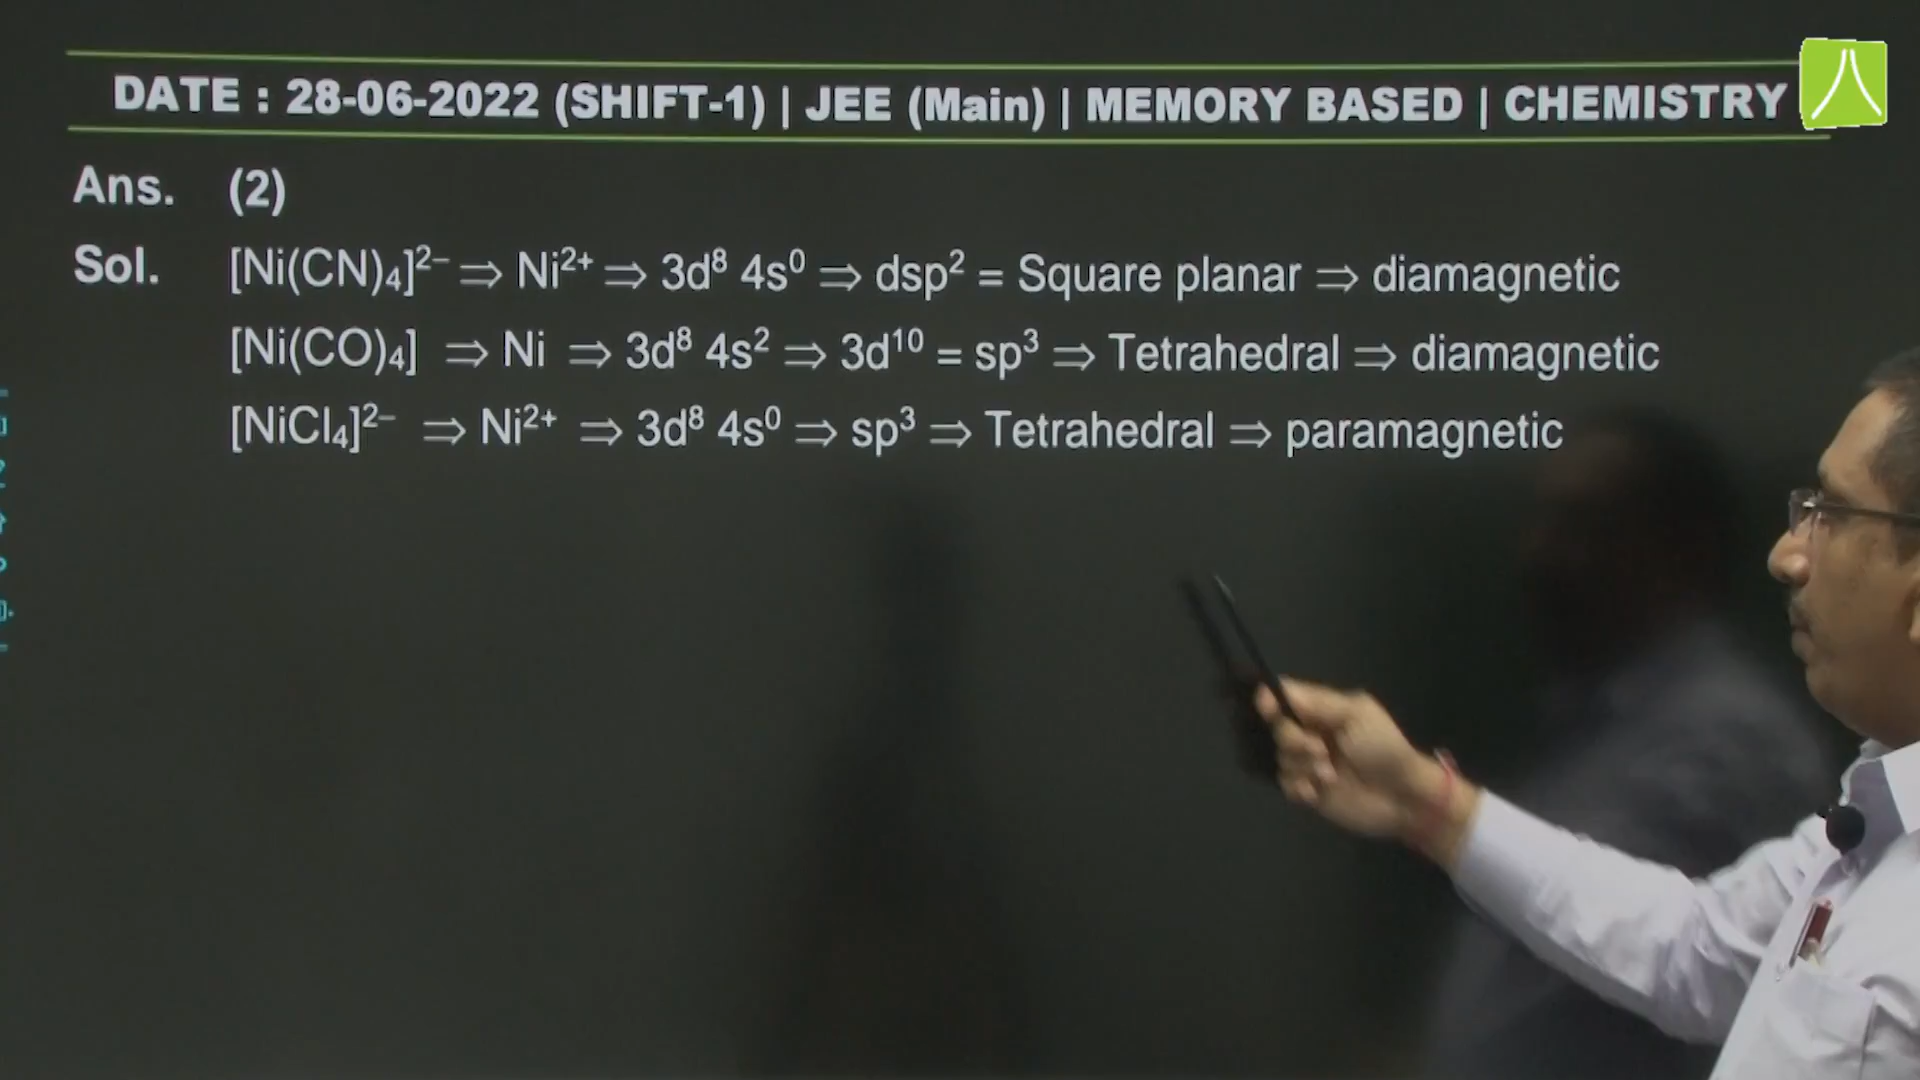 DATE : 28-06-2022 (SHIFT-1) | JEE (Main) | MEMORY BASED | CHEMISTRY
Ans. (2)
Sol. [Ni(CN)₄]²⁻ ⇒ Ni²⁺ ⇒ 3d⁸ 4s⁰ ⇒ dsp² = Square planar ⇒ diamagnetic
[Ni(CO)₄] ⇒ Ni ⇒ 3d⁸ 4s² ⇒ 3d¹⁰ = sp³ ⇒ Tetrahedral ⇒ diamagnetic
[NiCl₄]²⁻ ⇒ Ni²⁺ ⇒ 3d⁸ 4s⁰ ⇒ sp³ ⇒ Tetrahedral ⇒ paramagnetic